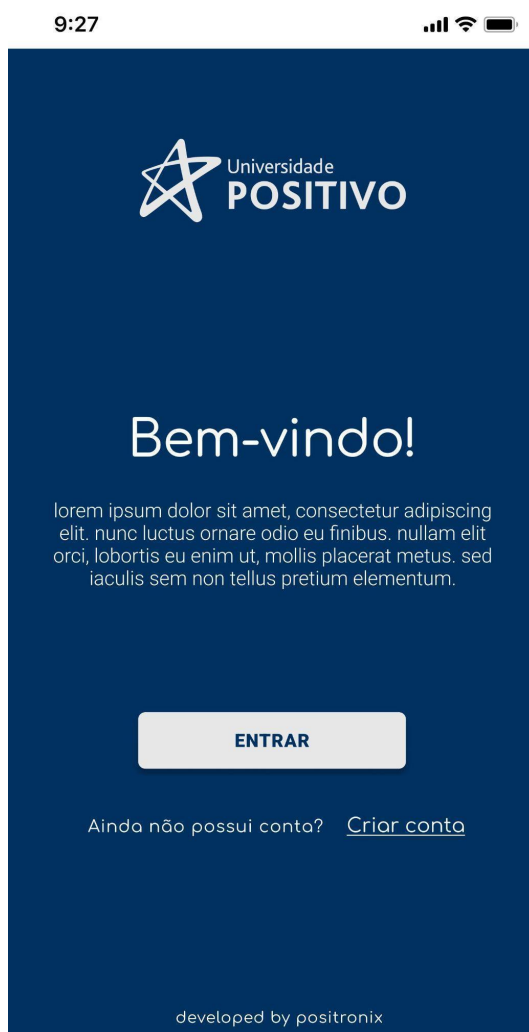 9:27
Universidade
POSITIVO
Bem-vindo!
lorem ipsum dolor sit amet, consectetur adipiscing
elit. nunc luctus ornare odio eu finibus. nullam elit
orci, lobortis eu enim ut, mollis placerat metus. sed
iaculis sem non tellus pretium elementum.
ENTRAR
Ainda não possui conta? Criar conta
developed by positronix